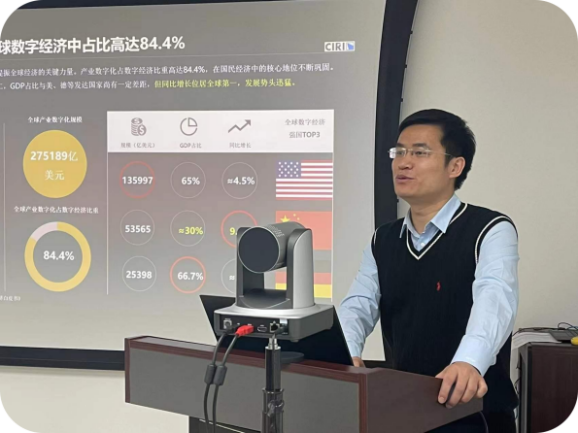 球数字经济中占比高达84.4%
CIRI
振全球经济的关键力量，产业数字化占数字经济比重高达84.4%，在国民经济中的核心地位不断巩固。
GDP占比与美、德等发达国家尚有一定差距，但同比增长位居全球第一，发展势头迅猛。
全球产业数字化规模
275189亿
美元
全球产业数字化占数字经济比重
84.4%
规模（亿美元）
GDP占比
同比增长
全球数字经济
国TOP3
135997
65%
≈4.5%
53565
≈30%
9.
25398
66.7%
≈